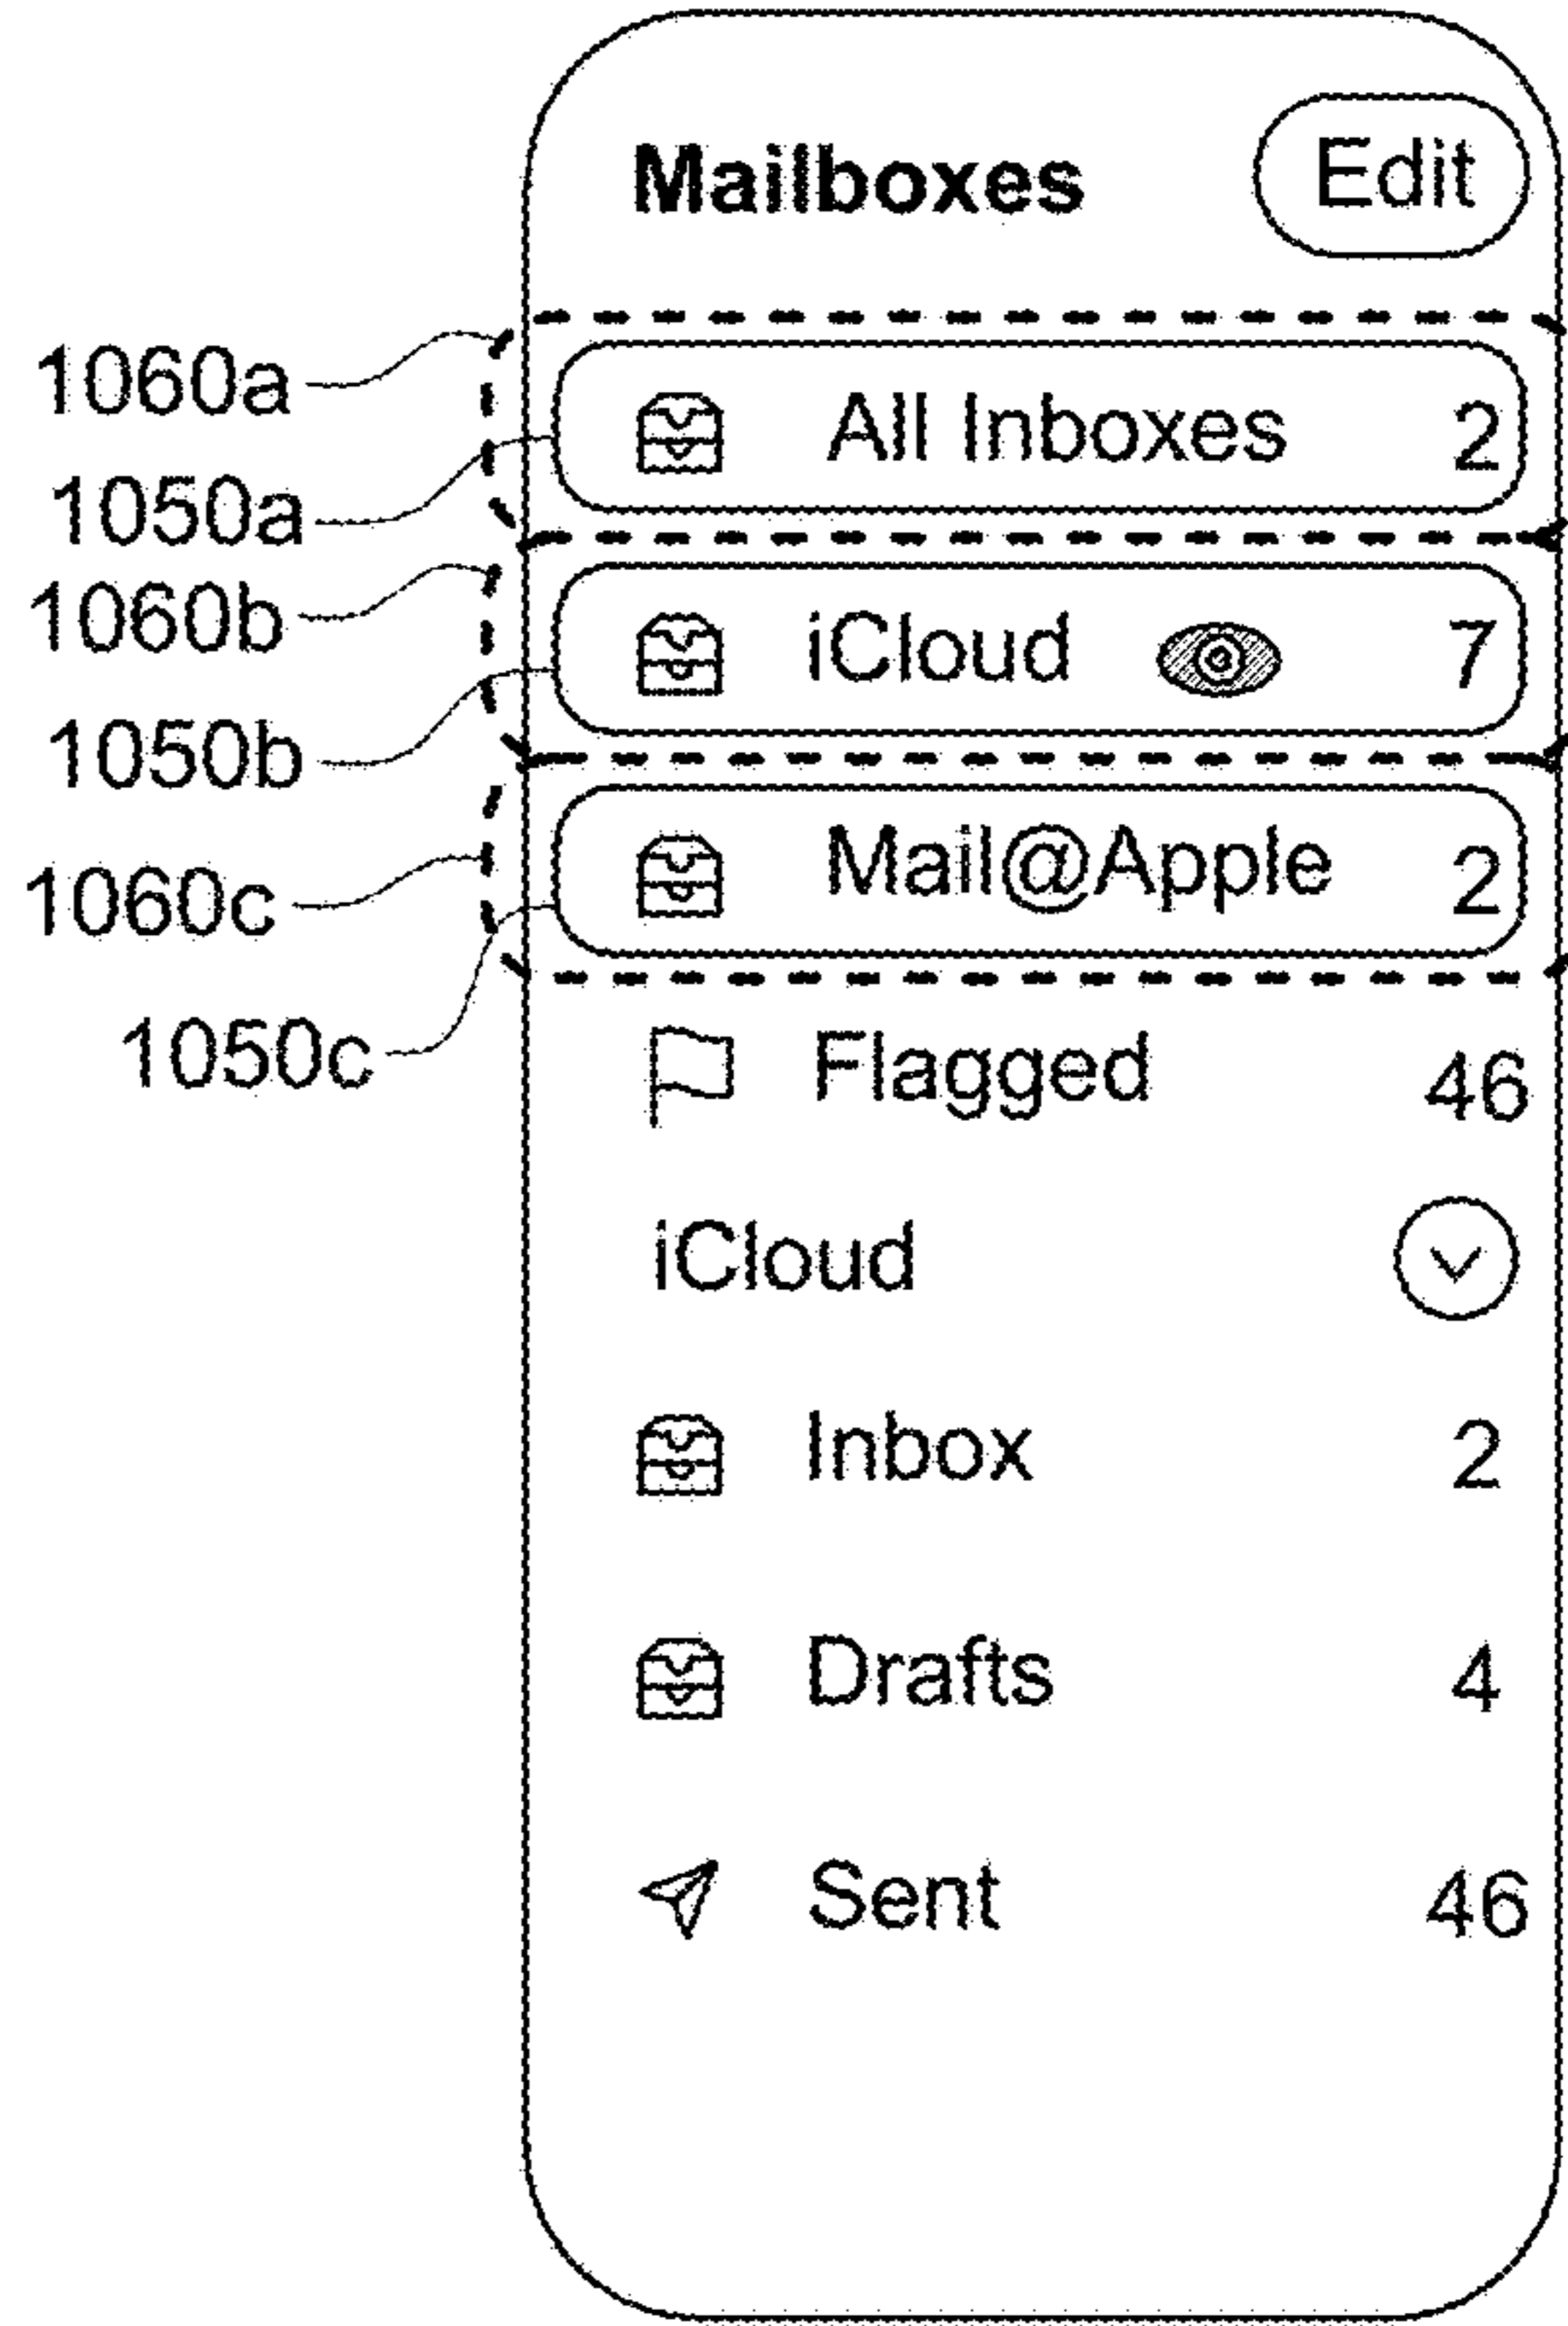 Mailboxes Edit
1060a
All Inboxes 2
1050a
1060b
iCloud 7
1050b
Mail@Apple 2
1060c
1050c
Flagged 46
iCloud
Inbox 2
Drafts 4
Sent 46